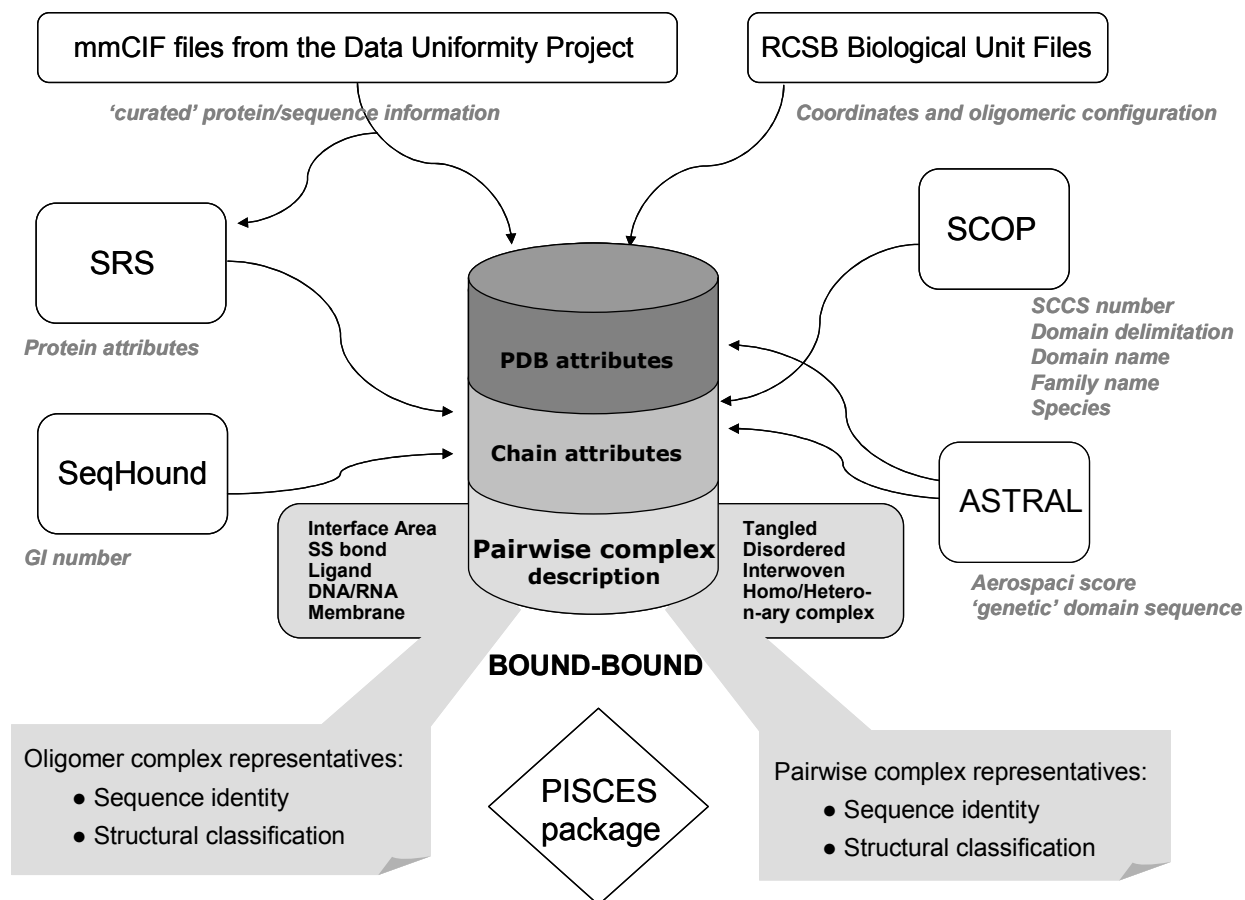 mmCIF files from the Data Uniformity Project
RCSB Biological Unit Files
‘curated’ protein/sequence information
Coordinates and oligomeric configuration
SRS
Protein attributes
SCOP
SCCS number
Domain delimitation
Domain name
Family name
Species
PDB attributes
Chain attributes
Pairwise complex
description
SeqHound
GI number
ASTRAL
Aerospaci score
‘genetic’ domain sequence
Interface Area
SS bond
Ligand
DNA/RNA
Membrane
Tangled
Disordered
Interwoven
Homo/Hetero-
n-ary complex
BOUND-BOUND
Oligomer complex representatives:
● Sequence identity
● Structural classification
PISCES
package
Pairwise complex representatives:
● Sequence identity
● Structural classification